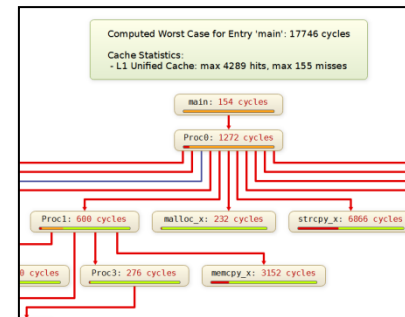 Computed Worst Case for Entry 'main': 17746 cycles
Cache Statistics:
- L1 Unified Cache: max 4289 hits, max 155 misses
main: 154 cycles
Proc0: 1272 cycles
Proc1: 600 cycles
malloc_x: 232 cycles
strcpy_x: 6866 cycles
0 cycles
Proc3: 276 cycles
memcpy_x: 3152 cycles